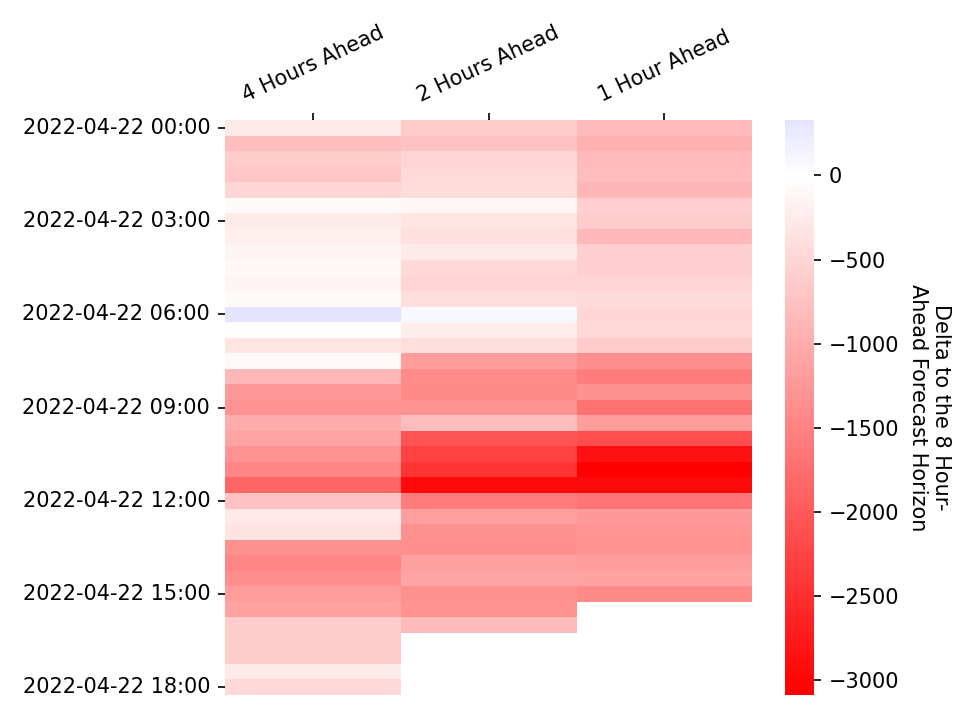 4 Hours Ahead
2 Hours Ahead
1 Hour Ahead
2022-04-22 00:00
2022-04-22 03:00
2022-04-22 06:00
2022-04-22 09:00
2022-04-22 12:00
2022-04-22 15:00
2022-04-22 18:00
0
−500
−1000
−1500
−2000
−2500
−3000
Delta to the 8 Hour-
Ahead Forecast Horizon